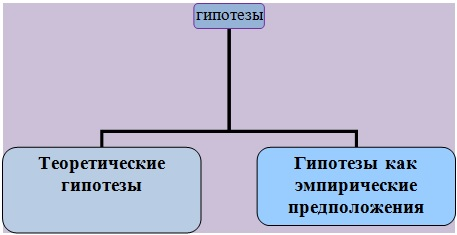 гипотезы
Теоретические
гипотезы
Гипотезы как
эмпирические
предположения